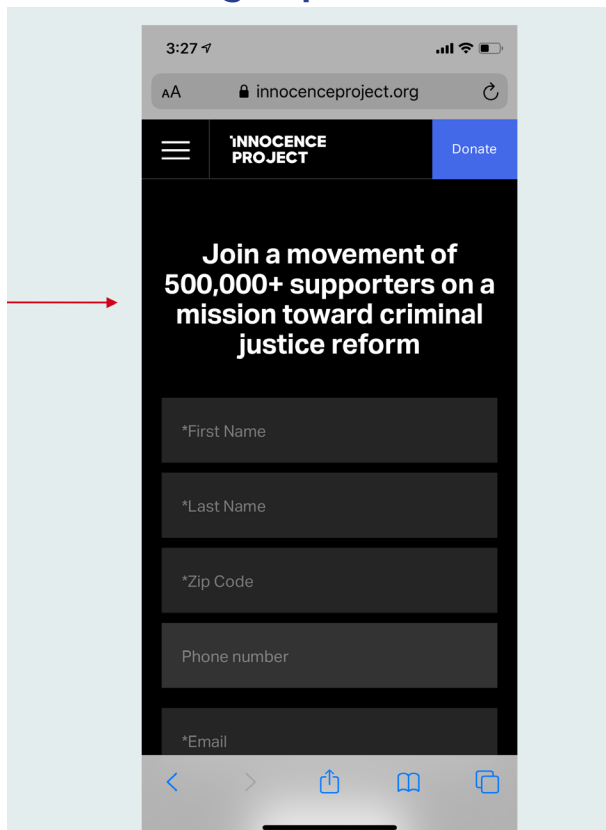 3:27
AA innocenceproject.org
INNOCENCE
PROJECT
Donate
Join a movement of
500,000+ supporters on a
mission toward criminal
justice reform
*First Name
*Last Name
*Zip Code
Phone number
*Email